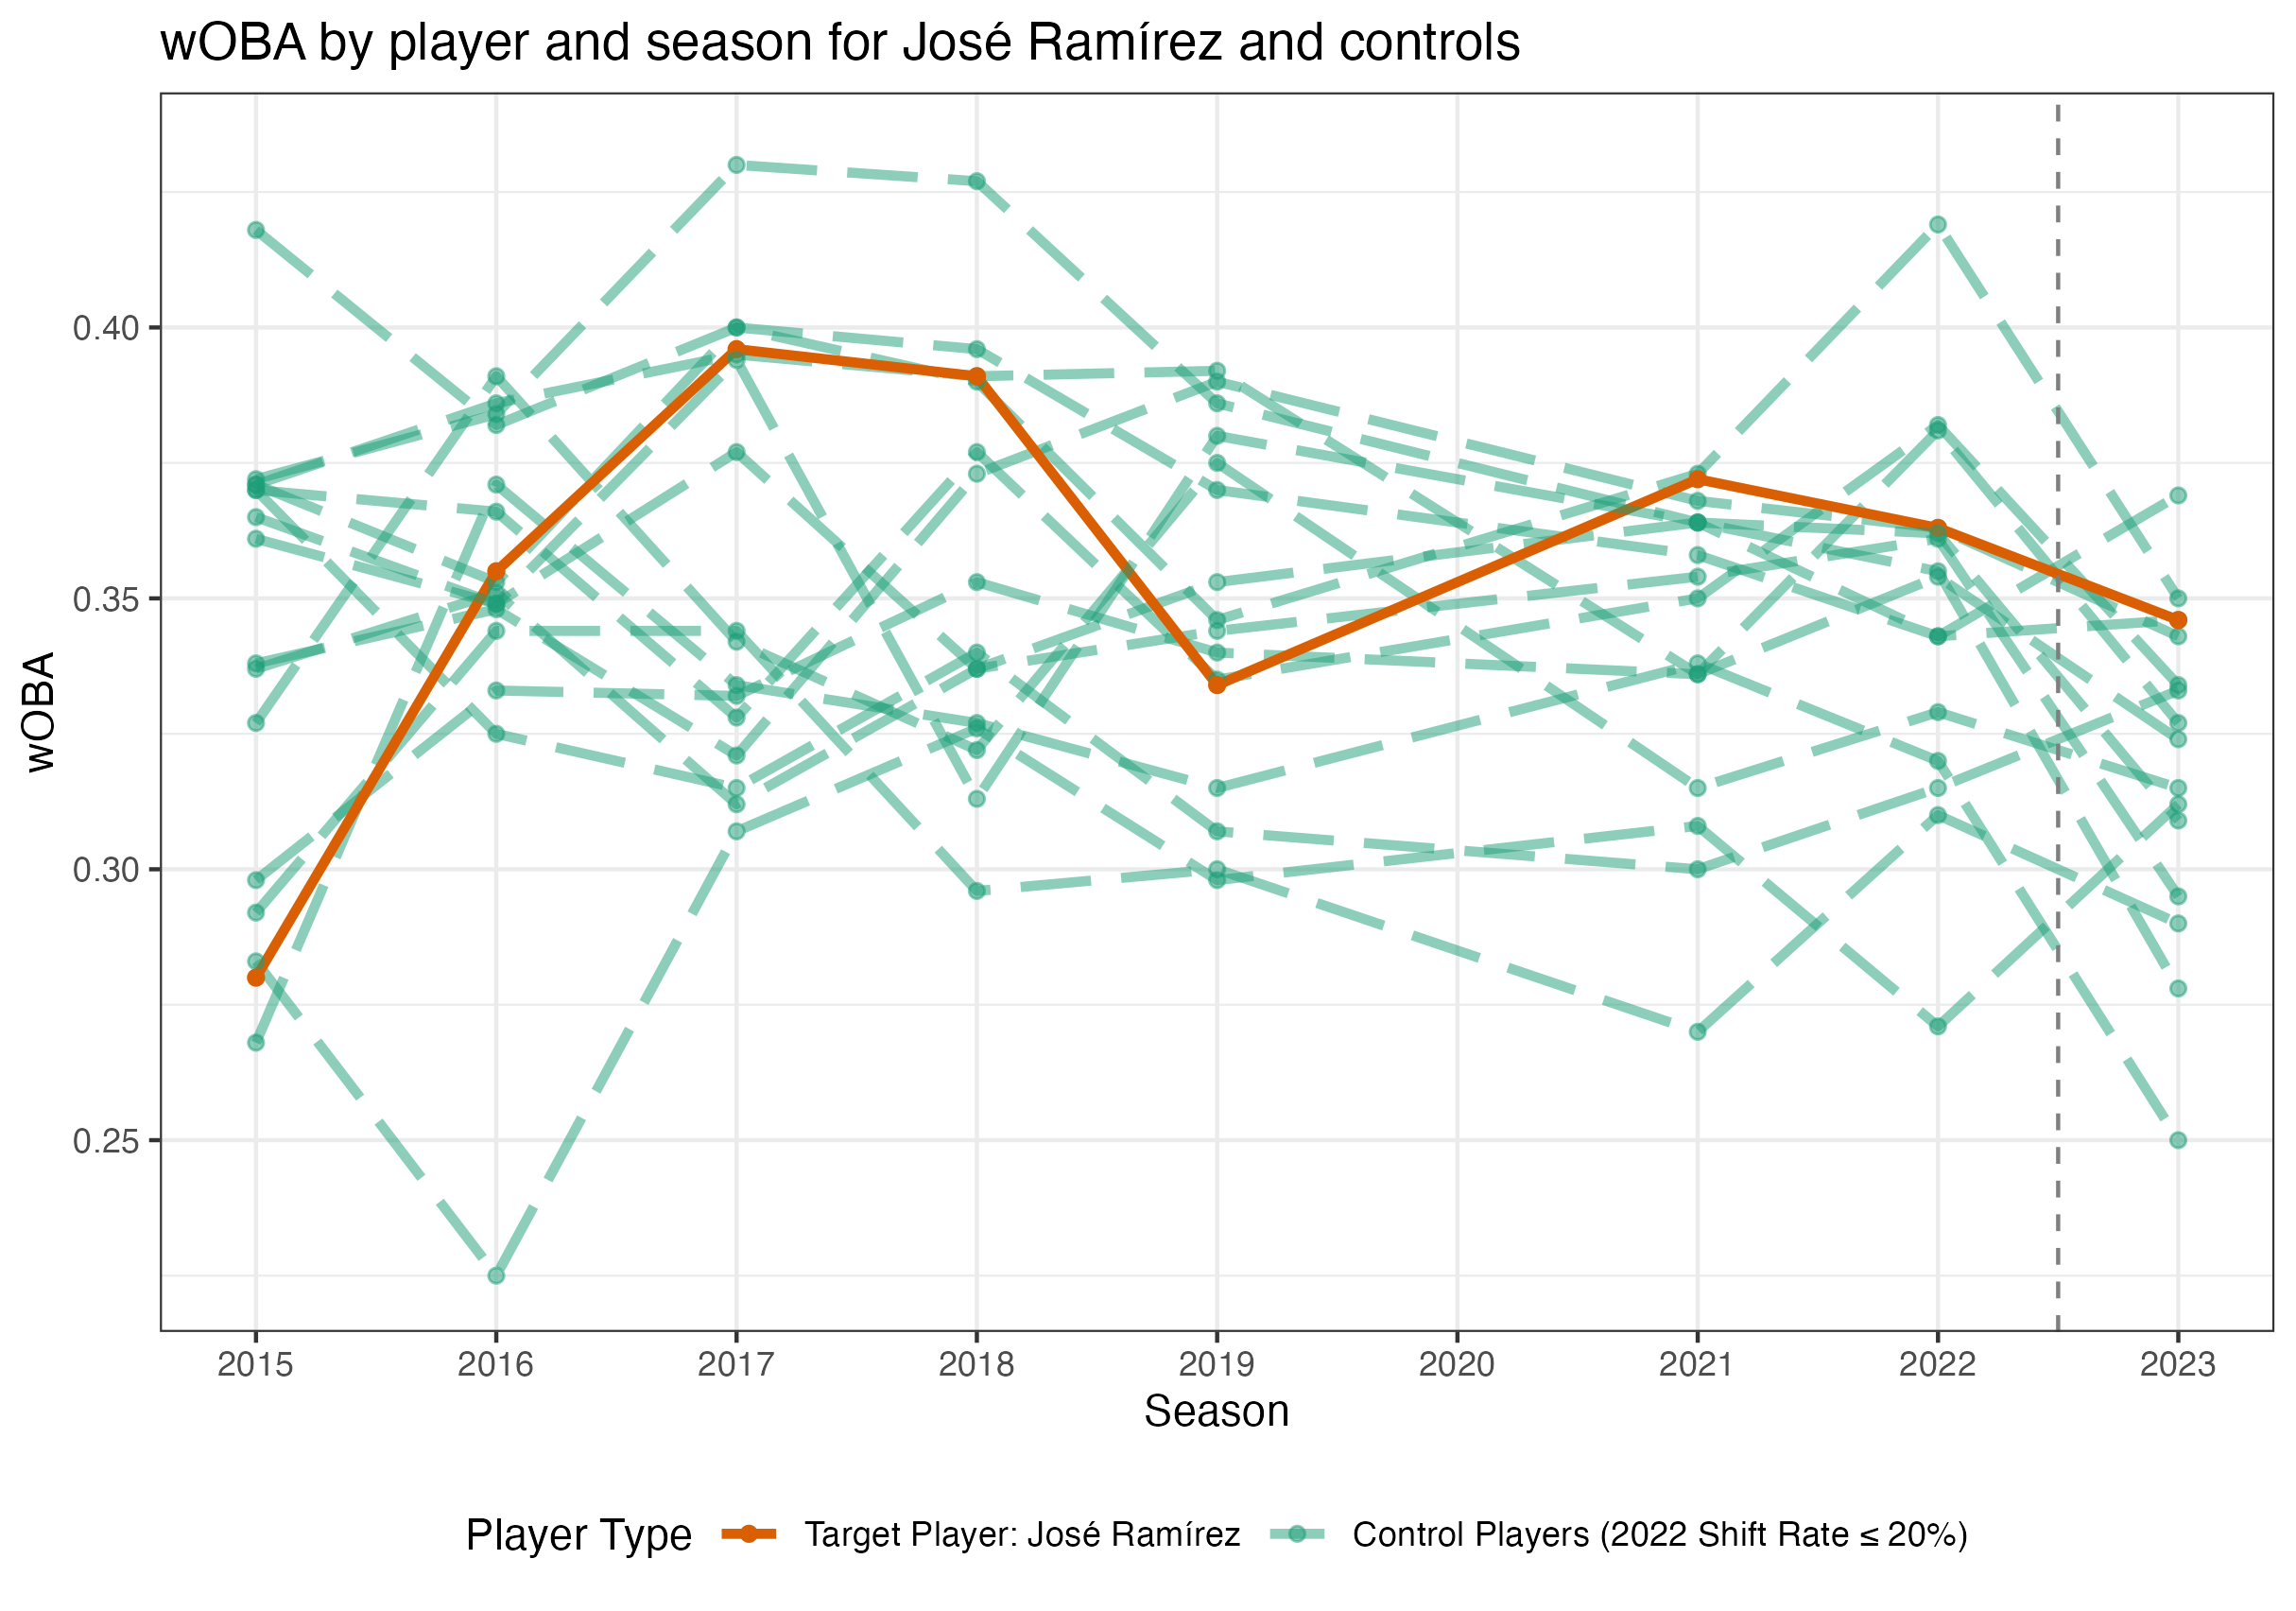 wOBA by player and season for José Ramírez and controls
wOBA
0.40
0.35
0.30
0.25
2015 2016 2017 2018 2019 2020 2021 2022 2023
Season
Player Type Target Player: José Ramírez Control Players (2022 Shift Rate ≤ 20%)